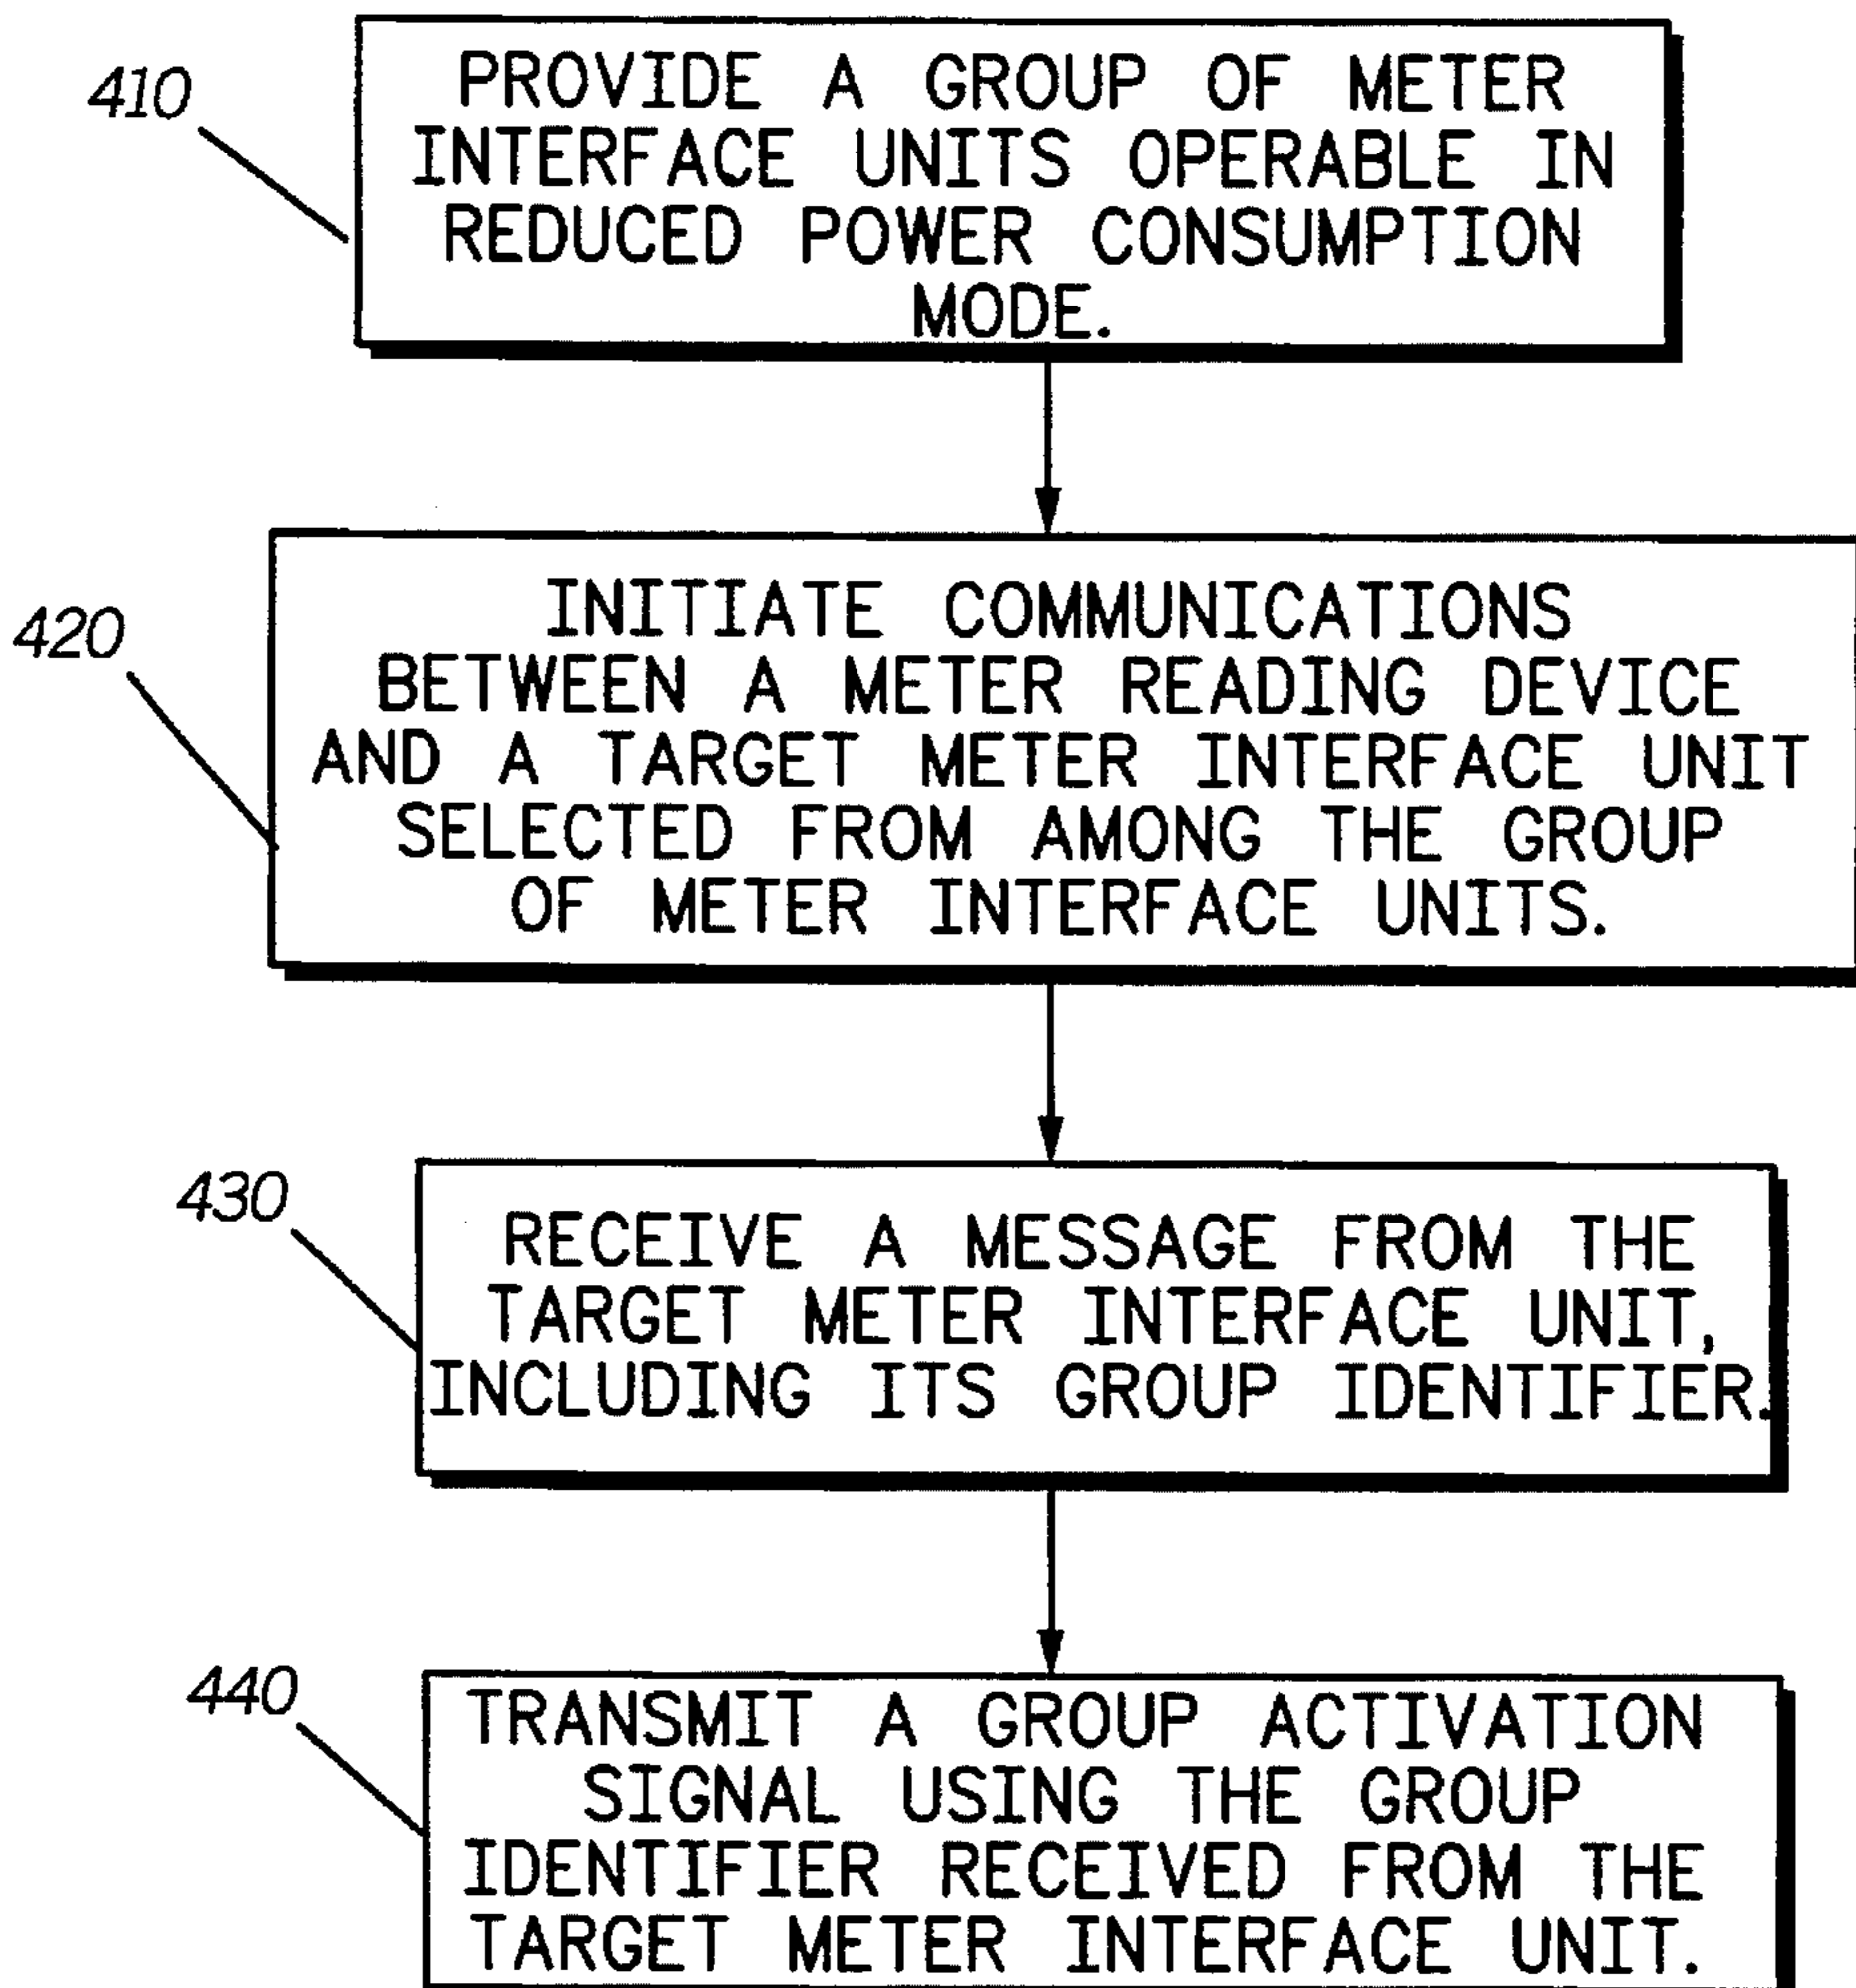 410
PROVIDE A GROUP OF METER
INTERFACE UNITS OPERABLE IN
REDUCED POWER CONSUMPTION
MODE.
420
INITIATE COMMUNICATIONS
BETWEEN A METER READING DEVICE
AND A TARGET METER INTERFACE UNIT
SELECTED FROM AMONG THE GROUP
OF METER INTERFACE UNITS.
430
RECEIVE A MESSAGE FROM THE
TARGET METER INTERFACE UNIT,
INCLUDING ITS GROUP IDENTIFIER.
440
TRANSMIT A GROUP ACTIVATION
SIGNAL USING THE GROUP
IDENTIFIER RECEIVED FROM THE
TARGET METER INTERFACE UNIT.